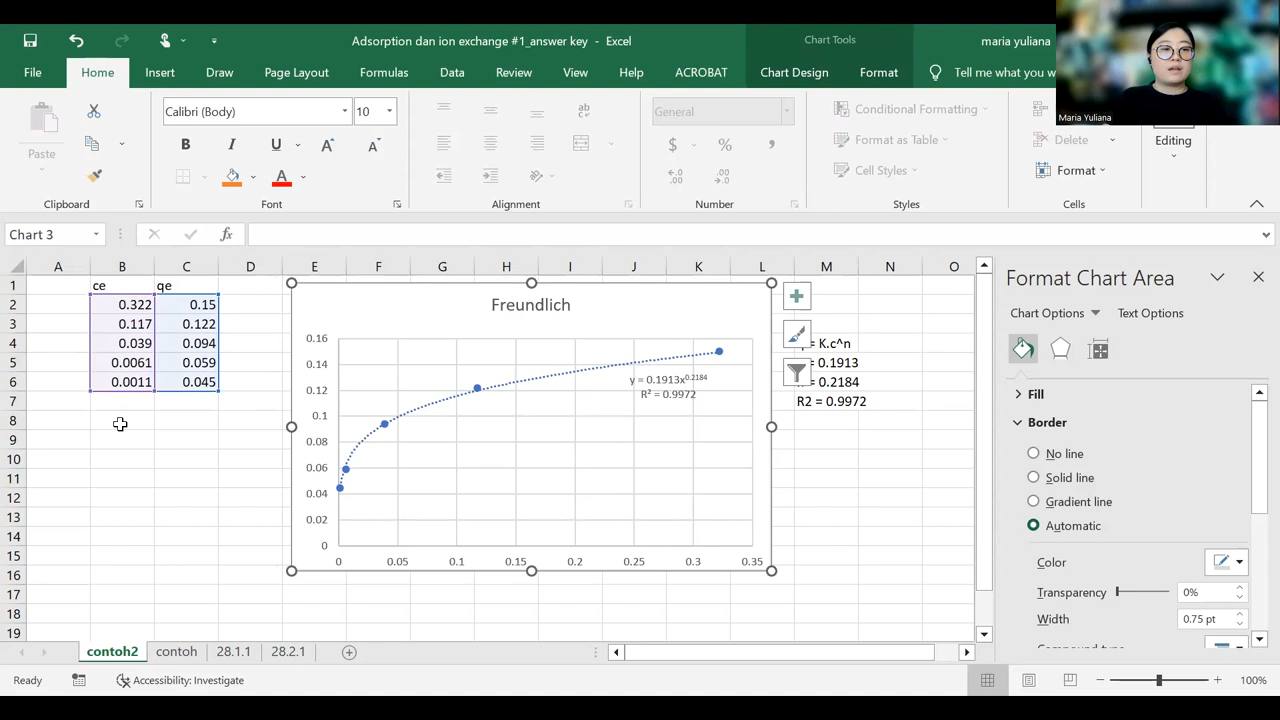 Adsorption dan ion exchange #1_answer key - Excel
Chart Tools
maria yuliana
File
Home
Insert
Draw
Page Layout
Formulas
Data
Review
View
Help
ACROBAT
Chart Design
Format
Tell me what you
Maria Yuliana
Paste
Clipboard
Calibri (Body)
10
B I U A A
A
Font
ab
Alignment
General
$ % ,
Number
Conditional Formatting
Format as Table
Cell Styles
Styles
Delete
Format
Cells
Editing
Chart 3
fx
A B C D E F G H I J K L M N O
1 ce qe
2 0.322 0.15
3 0.117 0.122
4 0.039 0.094
5 0.0061 0.059
6 0.0011 0.045
7
8
9
10
11
12
13
14
15
16
17
18
19
Freundlich
0.16
0.14
0.12
0.1
0.08
0.06
0.04
0.02
0
0 0.05 0.1 0.15 0.2 0.25 0.3 0.35
y = 0.1913x^0.2184
R² = 0.9972
= K.c^n
= 0.1913
= 0.2184
R2 = 0.9972
Format Chart Area
Chart Options
Text Options
Fill
Border
No line
Solid line
Gradient line
Automatic
Color
Transparency 0%
Width 0.75 pt
contoh2
contoh
28.1.1
28.2.1
Ready
Accessibility: Investigate
100%